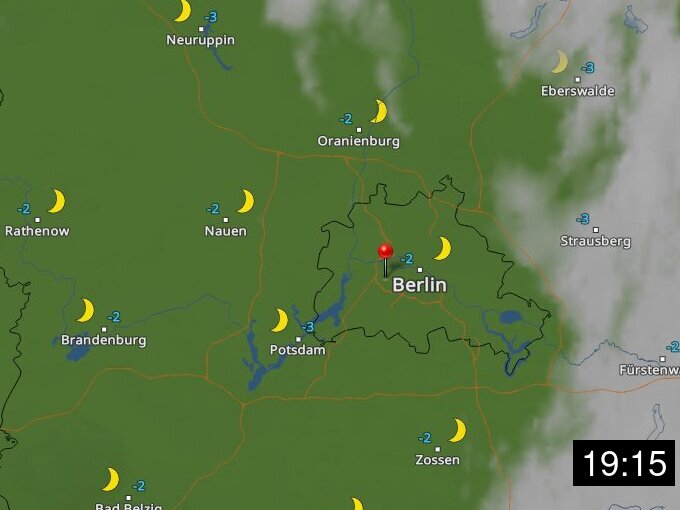 -3
Neuruppin
-3
Eberswalde
-2
Oranienburg
-2
Rathenow
-2
Nauen
-3
Strausberg
-2
Berlin
-2
Brandenburg
-3
Potsdam
-2
Fürstenwa
-2
Zossen
19:15
-2
Bad Belzig